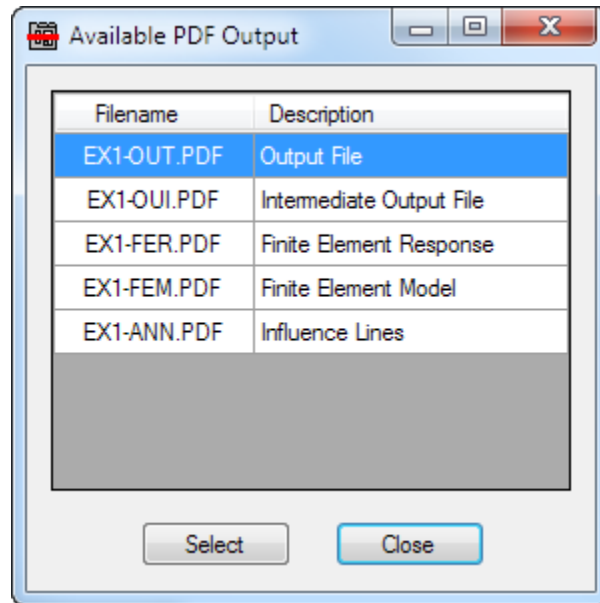 Available PDF Output
Filename Description
EX1-OUT.PDF Output File
EX1-OUI.PDF Intermediate Output File
EX1-FER.PDF Finite Element Response
EX1-FEM.PDF Finite Element Model
EX1-ANN.PDF Influence Lines
Select Close